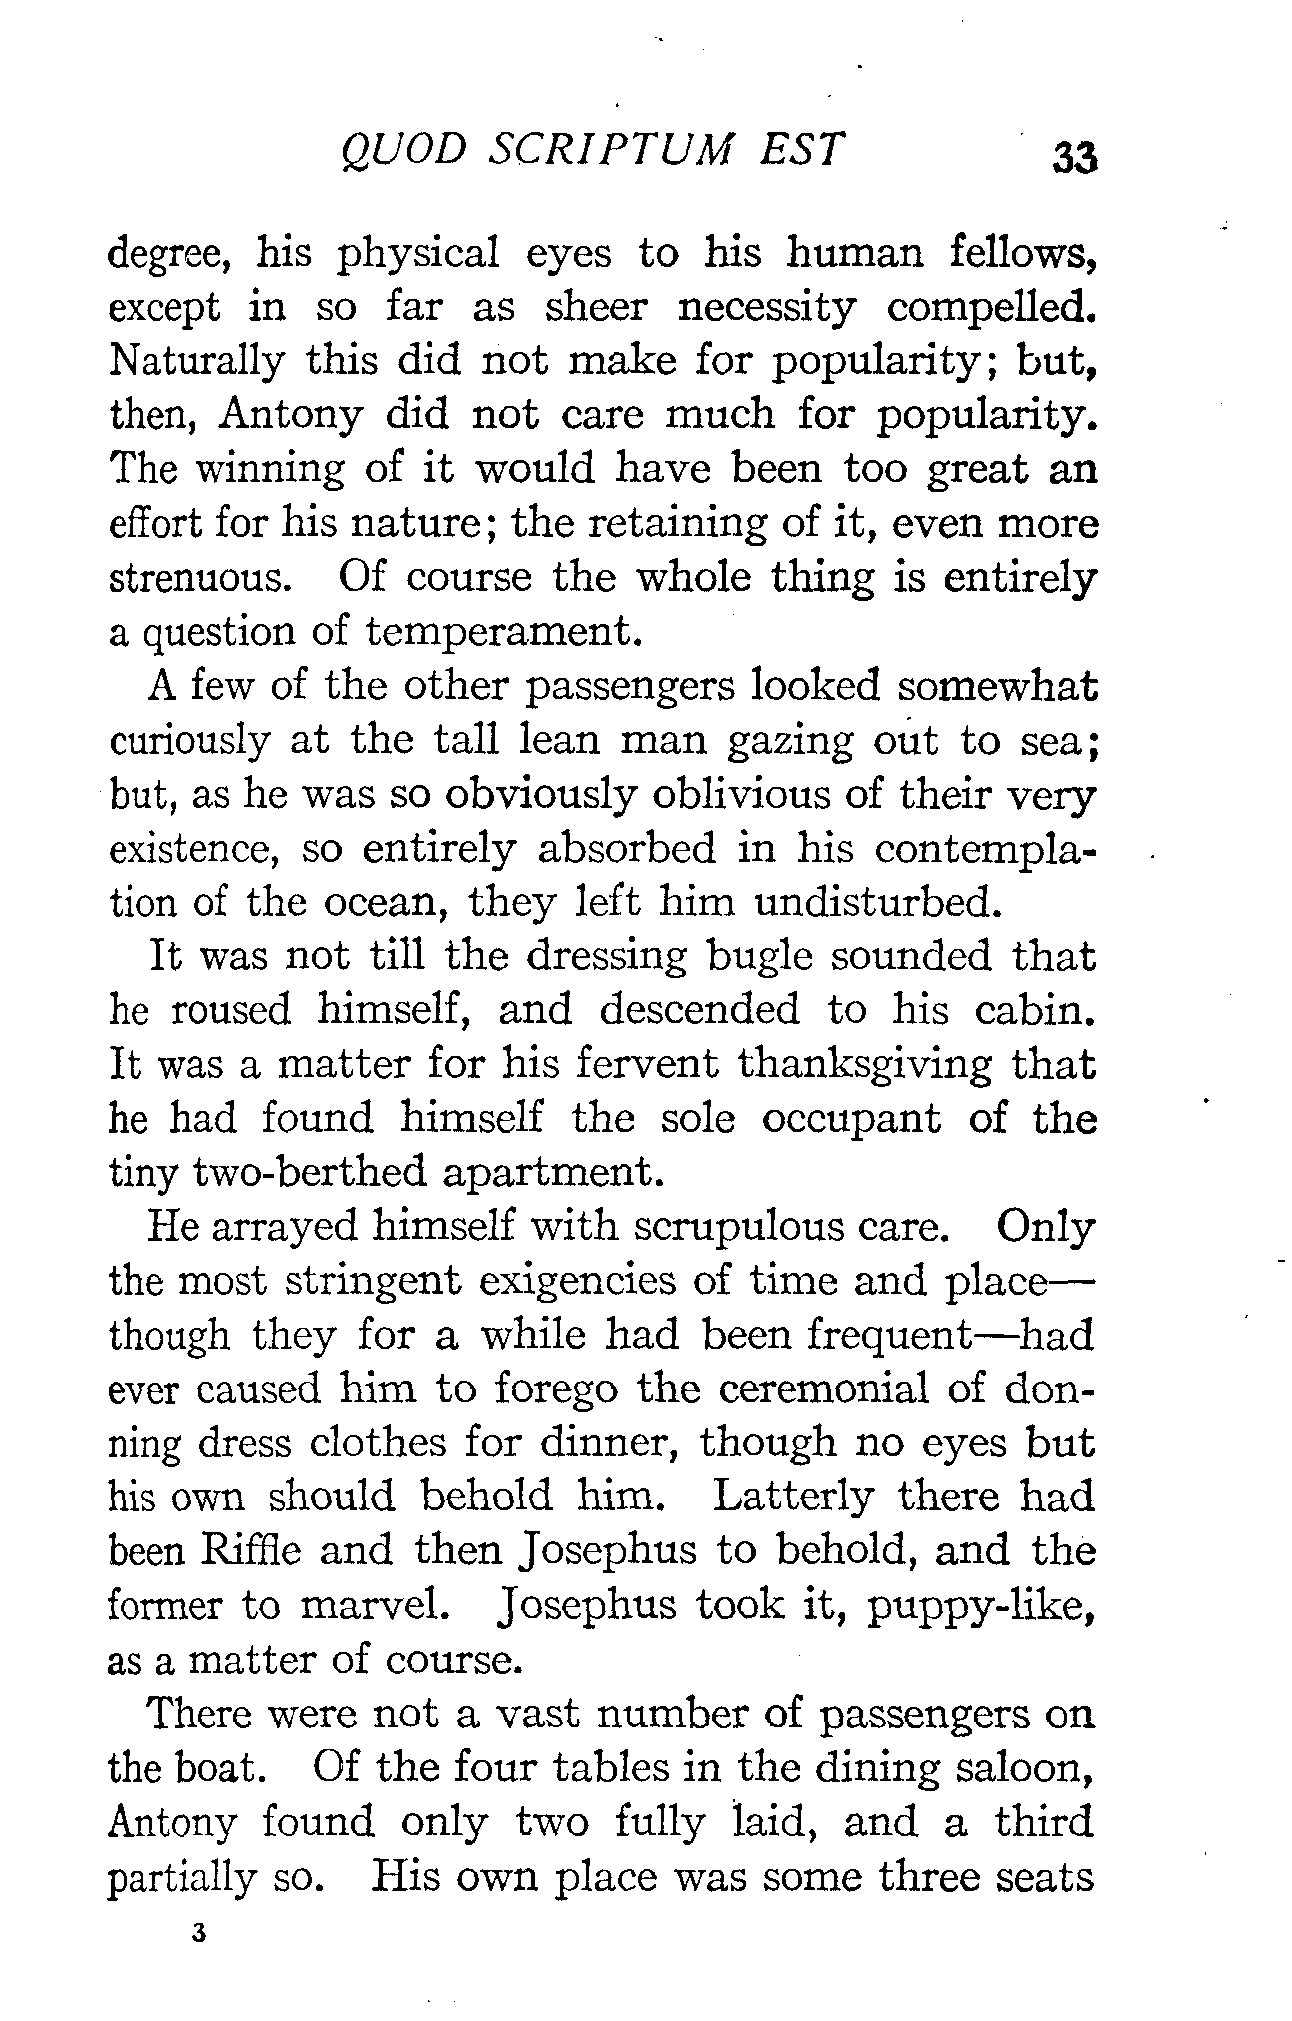 QUOD SCRIPTUM EST 33
degree, his physical eyes to his human fellows,
except in so far as sheer necessity compelled.
Naturally this did not make for popularity; but,
then, Antony did not care much for popularity.
The winning of it would have been too great an
effort for his nature; the retaining of it, even more
strenuous. Of course the whole thing is entirely
a question of temperament.
A few of the other passengers looked somewhat
curiously at the tall lean man gazing out to sea;
but, as he was so obviously oblivious of their very
existence, so entirely absorbed in his contempla-
tion of the ocean, they left him undisturbed.
It was not till the dressing bugle sounded that
he roused himself, and descended to his cabin.
It was a matter for his fervent thanksgiving that
he had found himself the sole occupant of the
tiny two-berthed apartment.
He arrayed himself with scrupulous care. Only
the most stringent exigencies of time and place—
though they for a while had been frequent—had
ever caused him to forego the ceremonial of don-
ning dress clothes for dinner, though no eyes but
his own should behold him. Latterly there had
been Riffle and then Josephus to behold, and the
former to marvel. Josephus took it, puppy-like,
as a matter of course.
There were not a vast number of passengers on
the boat. Of the four tables in the dining saloon,
Antony found only two fully laid, and a third
partially so. His own place was some three seats
3